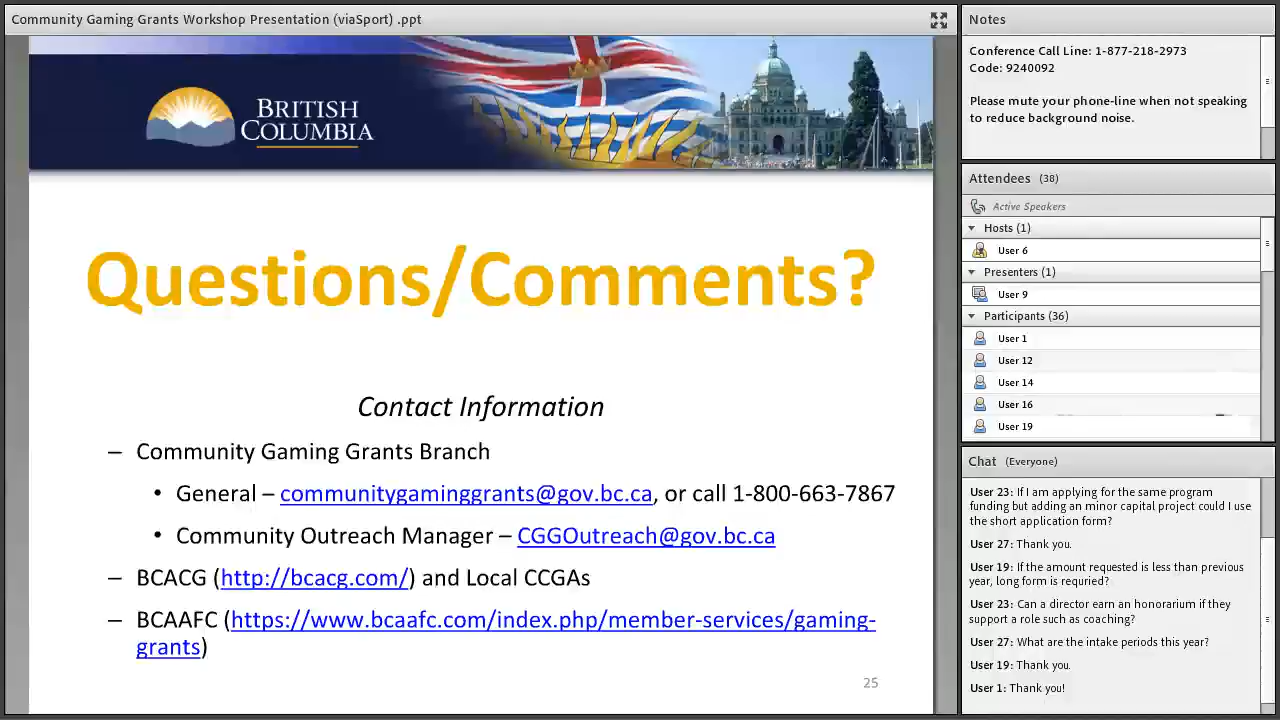 Community Gaming Grants Workshop Presentation (viaSport) .ppt
BRITISH
COLUMBIA
Questions/Comments?
Contact Information
– Community Gaming Grants Branch
• General – communitygaminggrants@gov.bc.ca, or call 1-800-663-7867
• Community Outreach Manager – CGGOutreach@gov.bc.ca
– BCACG (http://bcacg.com/) and Local CCGAs
– BCAAFC (https://www.bcaafc.com/index.php/member-services/gaming-
grants)
25
Notes
Conference Call Line: 1-877-218-2973
Code: 9240092
Please mute your phone-line when not speaking
to reduce background noise.
Attendees (38)
Active Speakers
Hosts (1)
User 6
Presenters (1)
User 9
Participants (36)
User 1
User 12
User 14
User 16
User 19
Chat (Everyone)
User 23: If I am applying for the same program
funding but adding an minor capital project could I use
the short application form?
User 27: Thank you.
User 19: If the amount requested is less than previous
year, long form is requried?
User 23: Can a director earn an honorarium if they
support a role such as coaching?
User 27: What are the intake periods this year?
User 19: Thank you.
User 1: Thank you!